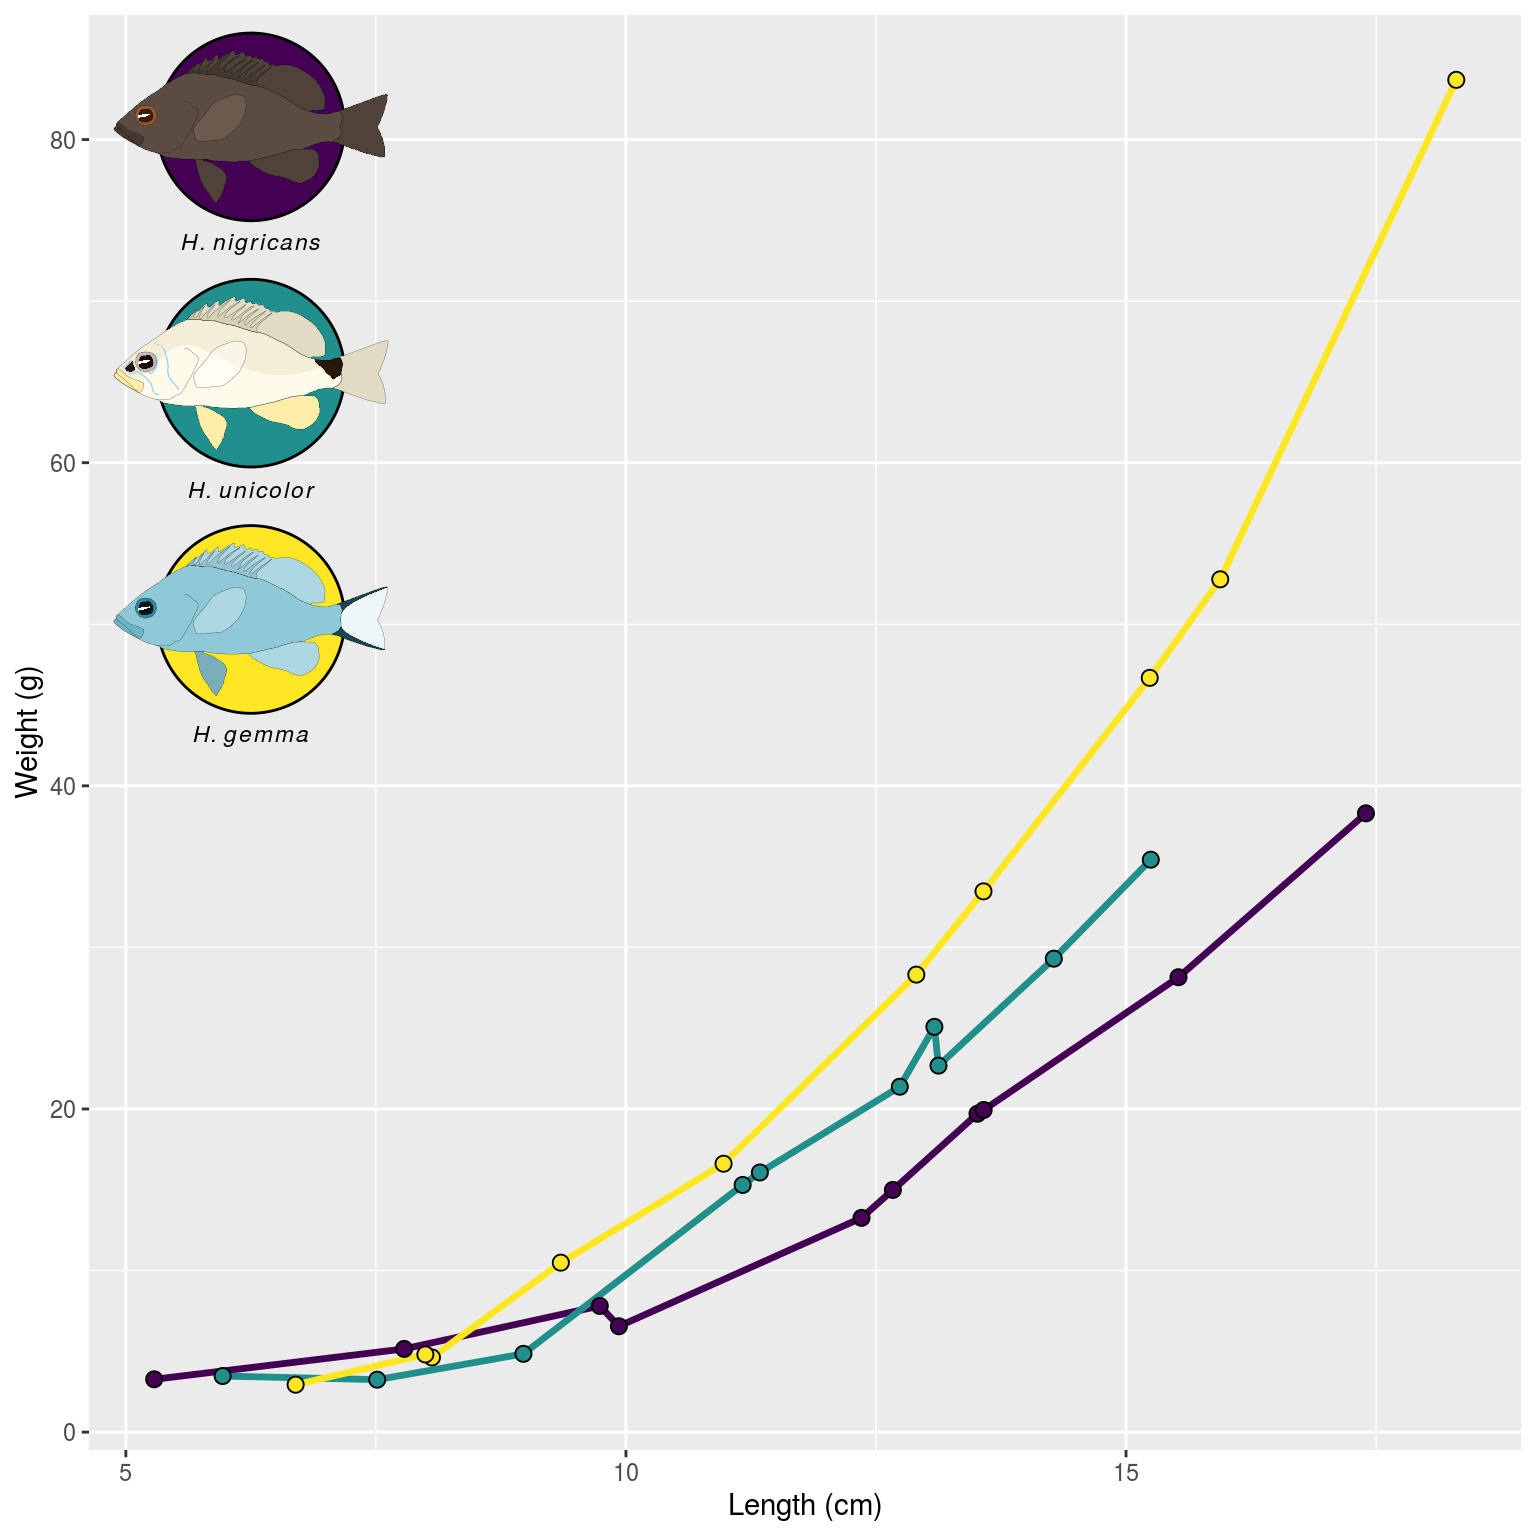 H. nigricans
H. unicolor
H. gemma
Weight (g)
80
60
40
20
0
5 10 15
Length (cm)